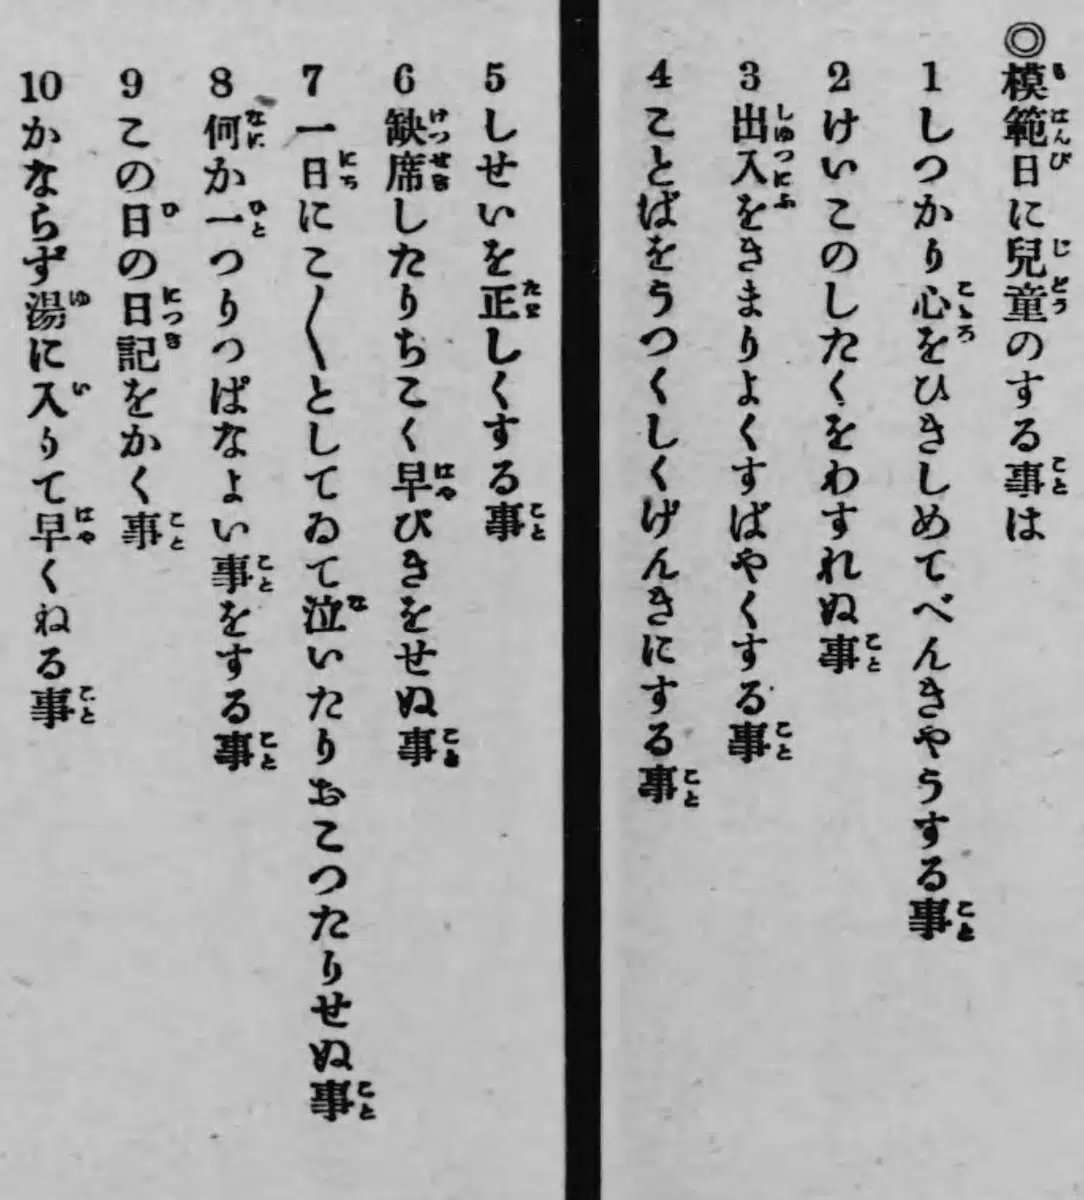 ◎模範日に兒童のする事は
1 しつかり心をひきしめてべんきやうする事
2 けいこのしたくをわすれぬ事
3 出入をきまりよくすばやくする事
4 ことばをうつくしくげんきにする事
5 しせいを正しくする事
6 缺席したりちこく早びきをせぬ事
7 一日にこ〱としてゐて泣いたりおこつたりせぬ事
8 何か一つりつぱなよい事をする事
9 この日の日記をかく事
10 かならず湯に入りて早くねる事